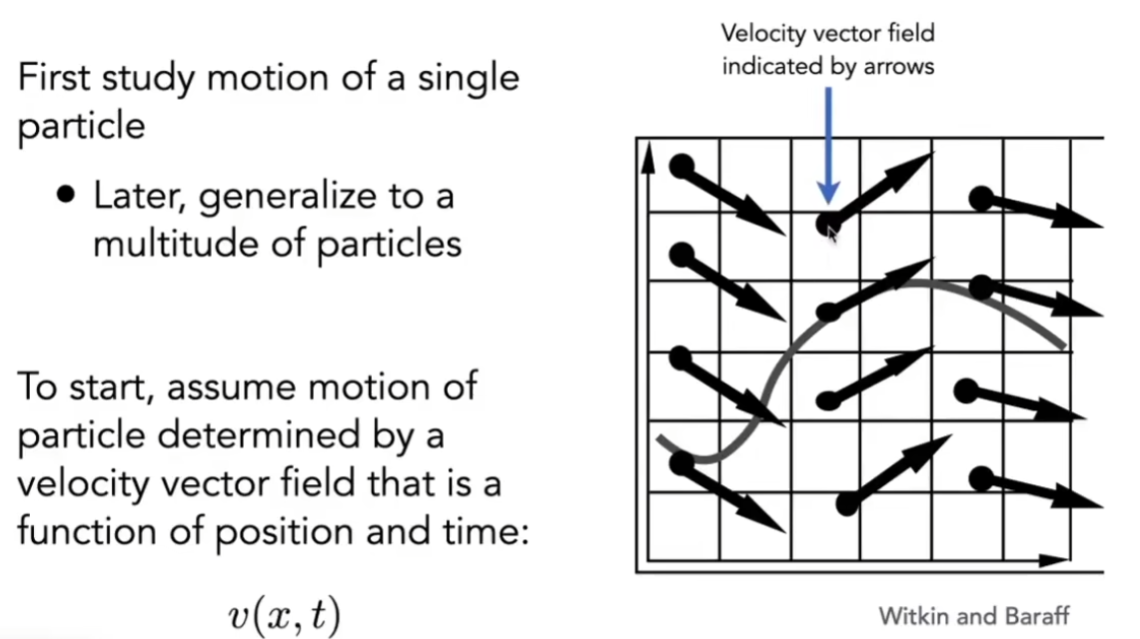 Velocity vector field
indicated by arrows
First study motion of a single
particle
• Later, generalize to a
multitude of particles
To start, assume motion of
particle determined by a
velocity vector field that is a
function of position and time:
v(x, t)
Witkin and Baraff